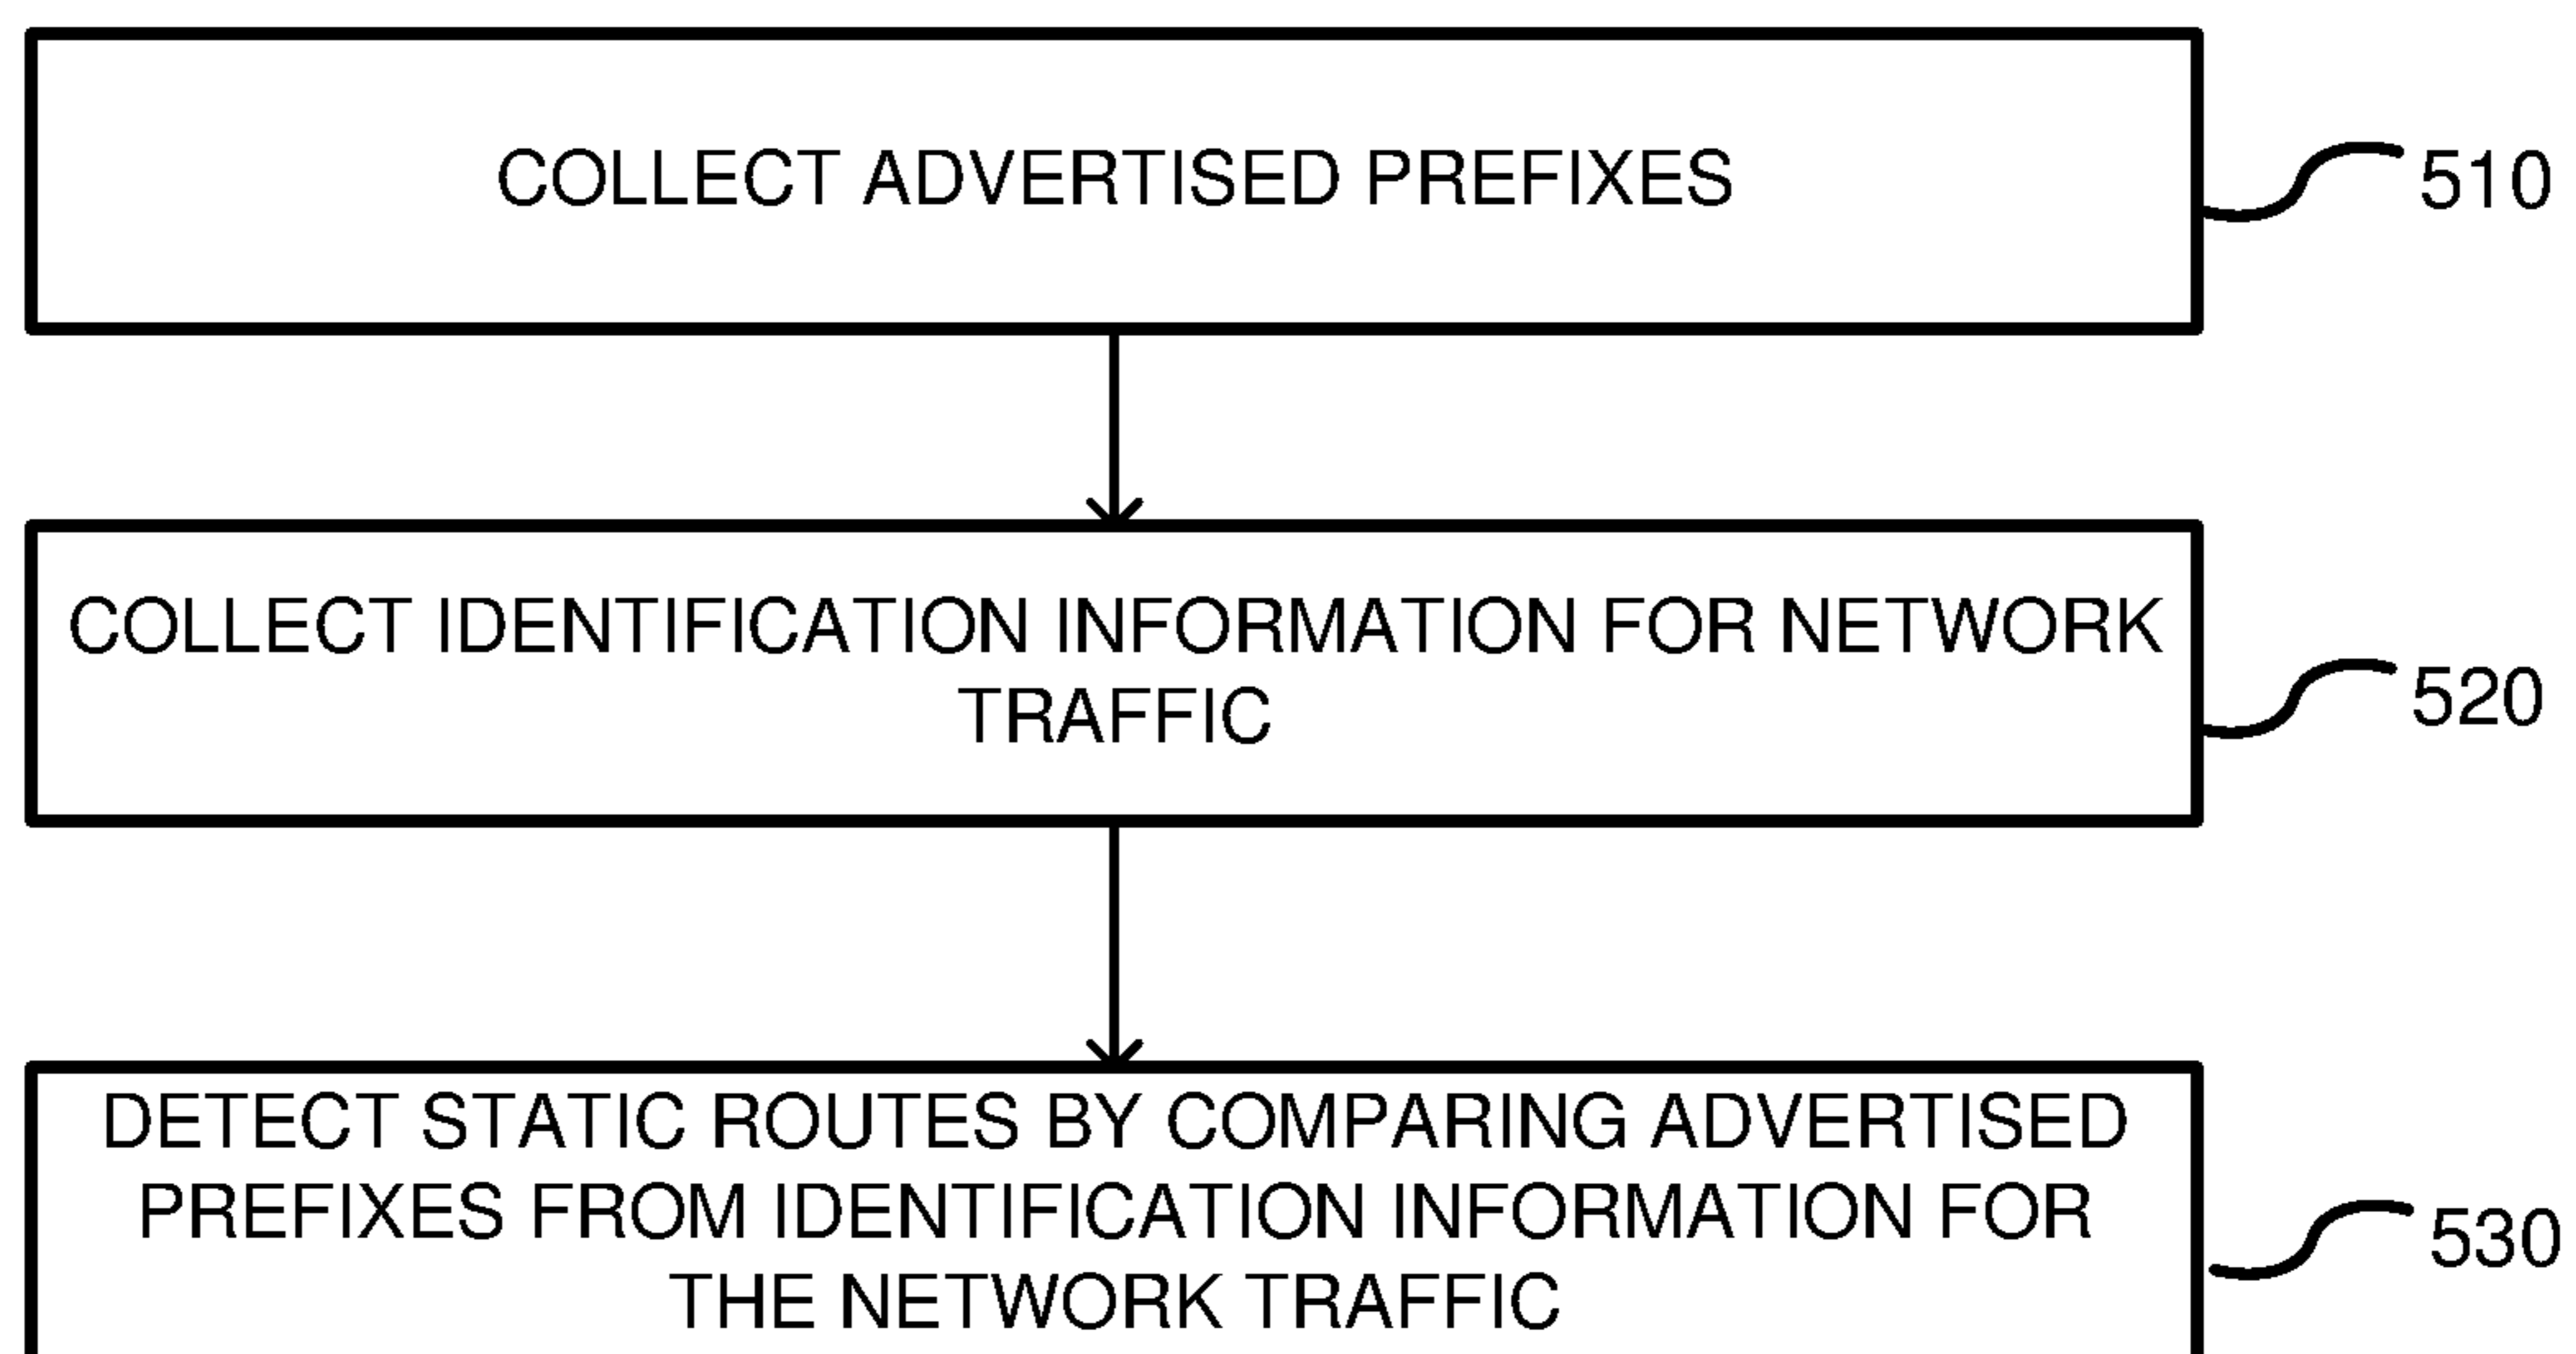 COLLECT ADVERTISED PREFIXES
510
COLLECT IDENTIFICATION INFORMATION FOR NETWORK
TRAFFIC
520
DETECT STATIC ROUTES BY COMPARING ADVERTISED
PREFIXES FROM IDENTIFICATION INFORMATION FOR
THE NETWORK TRAFFIC
530